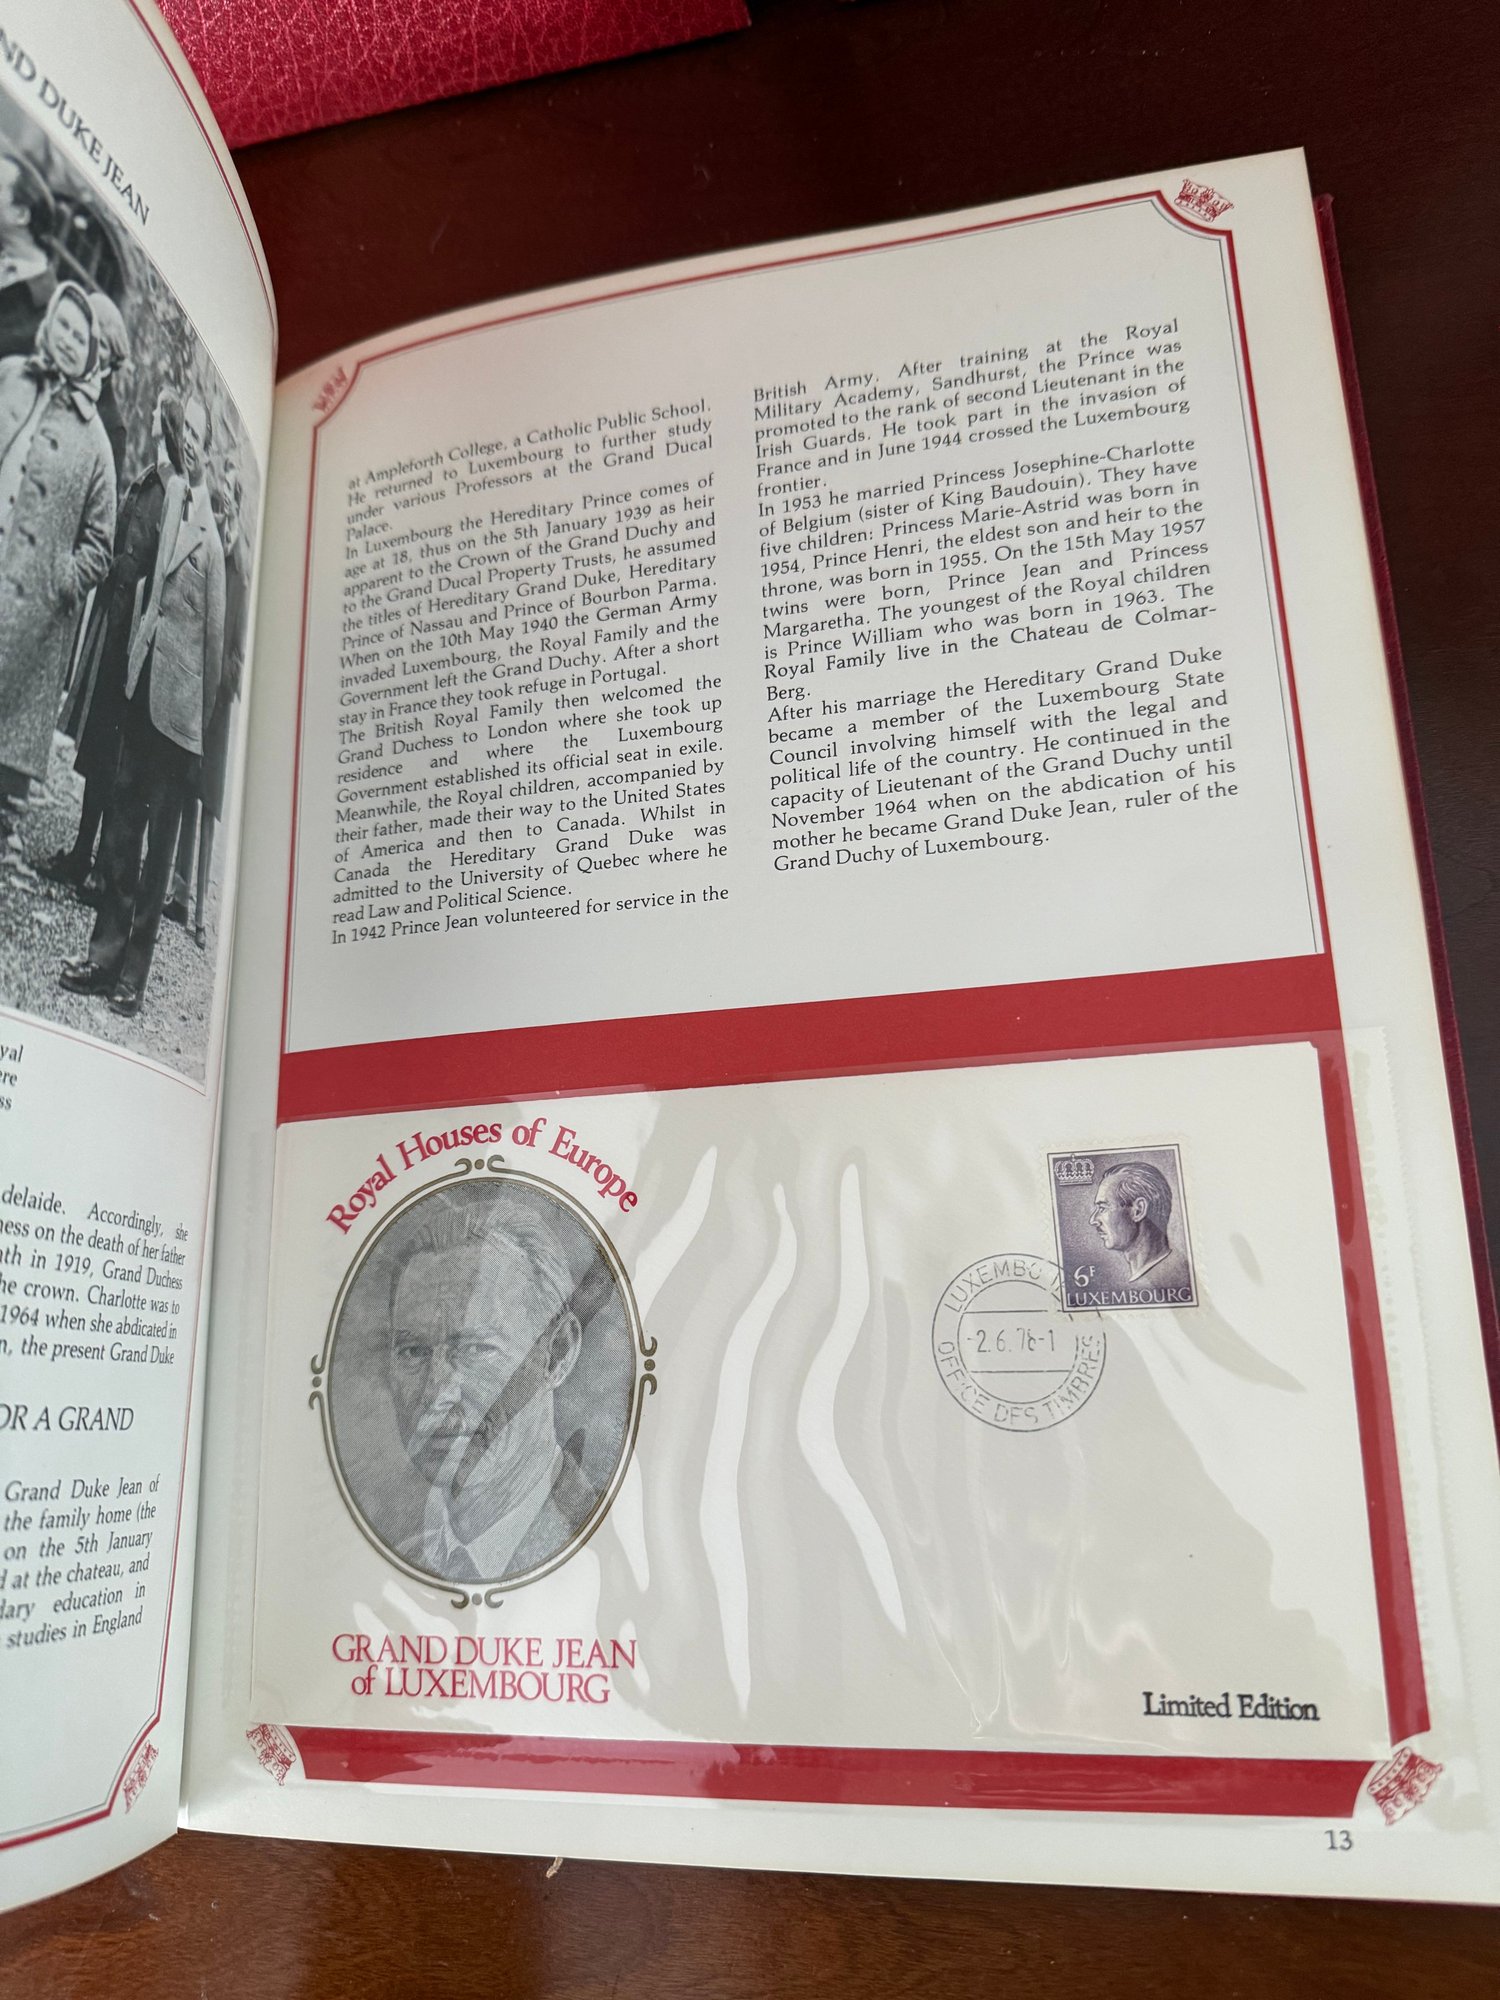 ND DUKE JEAN
yal
ere
ss
delaide. Accordingly, she
ness on the death of her father
th in 1919, Grand Duchess
he crown. Charlotte was to
1964 when she abdicated in
n, the present Grand Duke
OR A GRAND
Grand Duke Jean of
the family home (the
on the 5th January
d at the chateau, and
dary education in
studies in England
at Ampleforth College, a Catholic Public School.
He returned to Luxembourg to further study
under various Professors at the Grand Ducal
Palace.
In Luxembourg the Hereditary Prince comes of
age at 18, thus on the 5th January 1939 as heir
apparent to the Crown of the Grand Duchy and
to the Grand Ducal Property Trusts, he assumed
the titles of Hereditary Grand Duke, Hereditary
Prince of Nassau and Prince of Bourbon Parma.
When on the 10th May 1940 the German Army
invaded Luxembourg, the Royal Family and the
Government left the Grand Duchy. After a short
stay in France they took refuge in Portugal.
The British Royal Family then welcomed the
Grand Duchess to London where she took up
residence and where the Luxembourg
Government established its official seat in exile.
Meanwhile, the Royal children, accompanied by
their father, made their way to the United States
of America and then to Canada. Whilst in
Canada the Hereditary Grand Duke was
admitted to the University of Quebec where he
read Law and Political Science.
In 1942 Prince Jean volunteered for service in the
British Army. After training at the Royal
Military Academy, Sandhurst, the Prince was
promoted to the rank of second Lieutenant in the
Irish Guards. He took part in the invasion of
France and in June 1944 crossed the Luxembourg
frontier.
In 1953 he married Princess Josephine-Charlotte
of Belgium (sister of King Baudouin). They have
five children: Princess Marie-Astrid was born in
1954, Prince Henri, the eldest son and heir to the
throne, was born in 1955. On the 15th May 1957
twins were born, Prince Jean and Princess
Margaretha. The youngest of the Royal children
is Prince William who was born in 1963. The
Royal Family live in the Chateau de Colmar-
Berg.
After his marriage the Hereditary Grand Duke
became a member of the Luxembourg State
Council involving himself with the legal and
political life of the country. He continued in the
capacity of Lieutenant of the Grand Duchy until
November 1964 when on the abdication of his
mother he became Grand Duke Jean, ruler of the
Grand Duchy of Luxembourg.
Royal Houses of Europe
GRAND DUKE JEAN
of LUXEMBOURG
6F
LUXEMBOURG
LUXEMBO
-2.6.78-1
OFFICE DES TIMBRES
Limited Edition
13